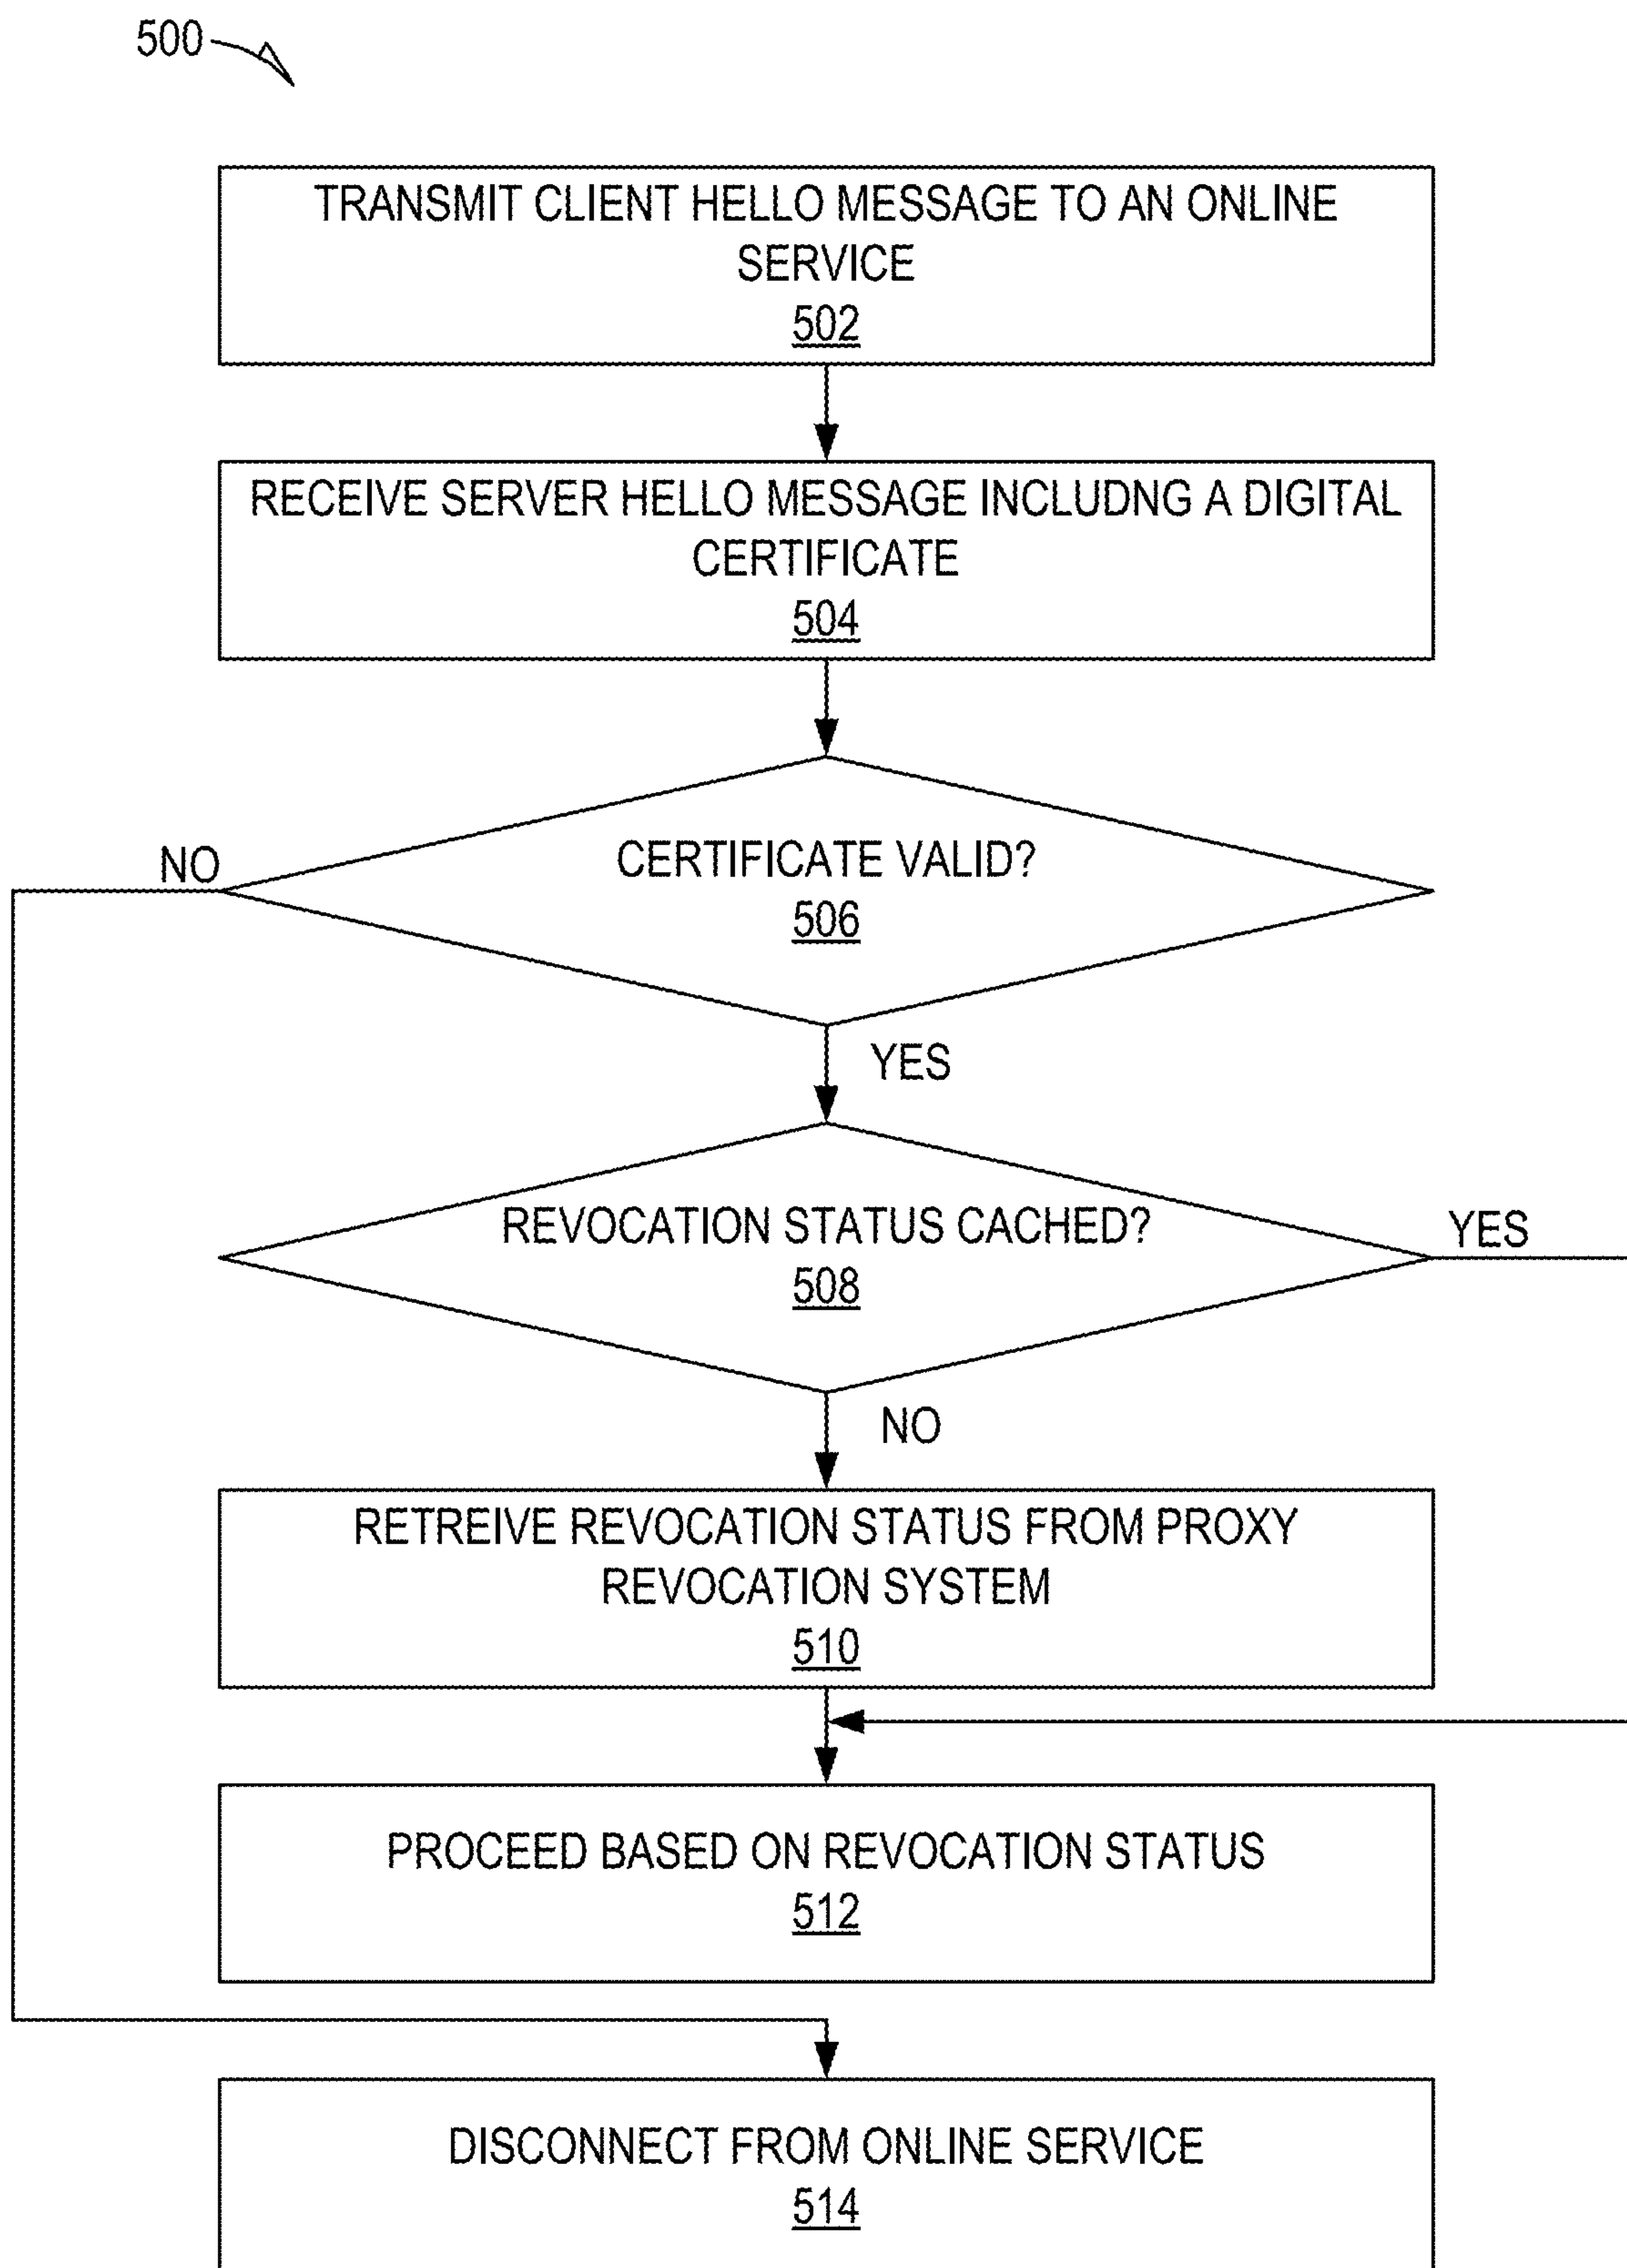 500
TRANSMIT CLIENT HELLO MESSAGE TO AN ONLINE
SERVICE
502
RECEIVE SERVER HELLO MESSAGE INCLUDNG A DIGITAL
CERTIFICATE
504
NO
CERTIFICATE VALID?
506
YES
REVOCATION STATUS CACHED?
YES
508
NO
RETREIVE REVOCATION STATUS FROM PROXY
REVOCATION SYSTEM
510
PROCEED BASED ON REVOCATION STATUS
512
DISCONNECT FROM ONLINE SERVICE
514